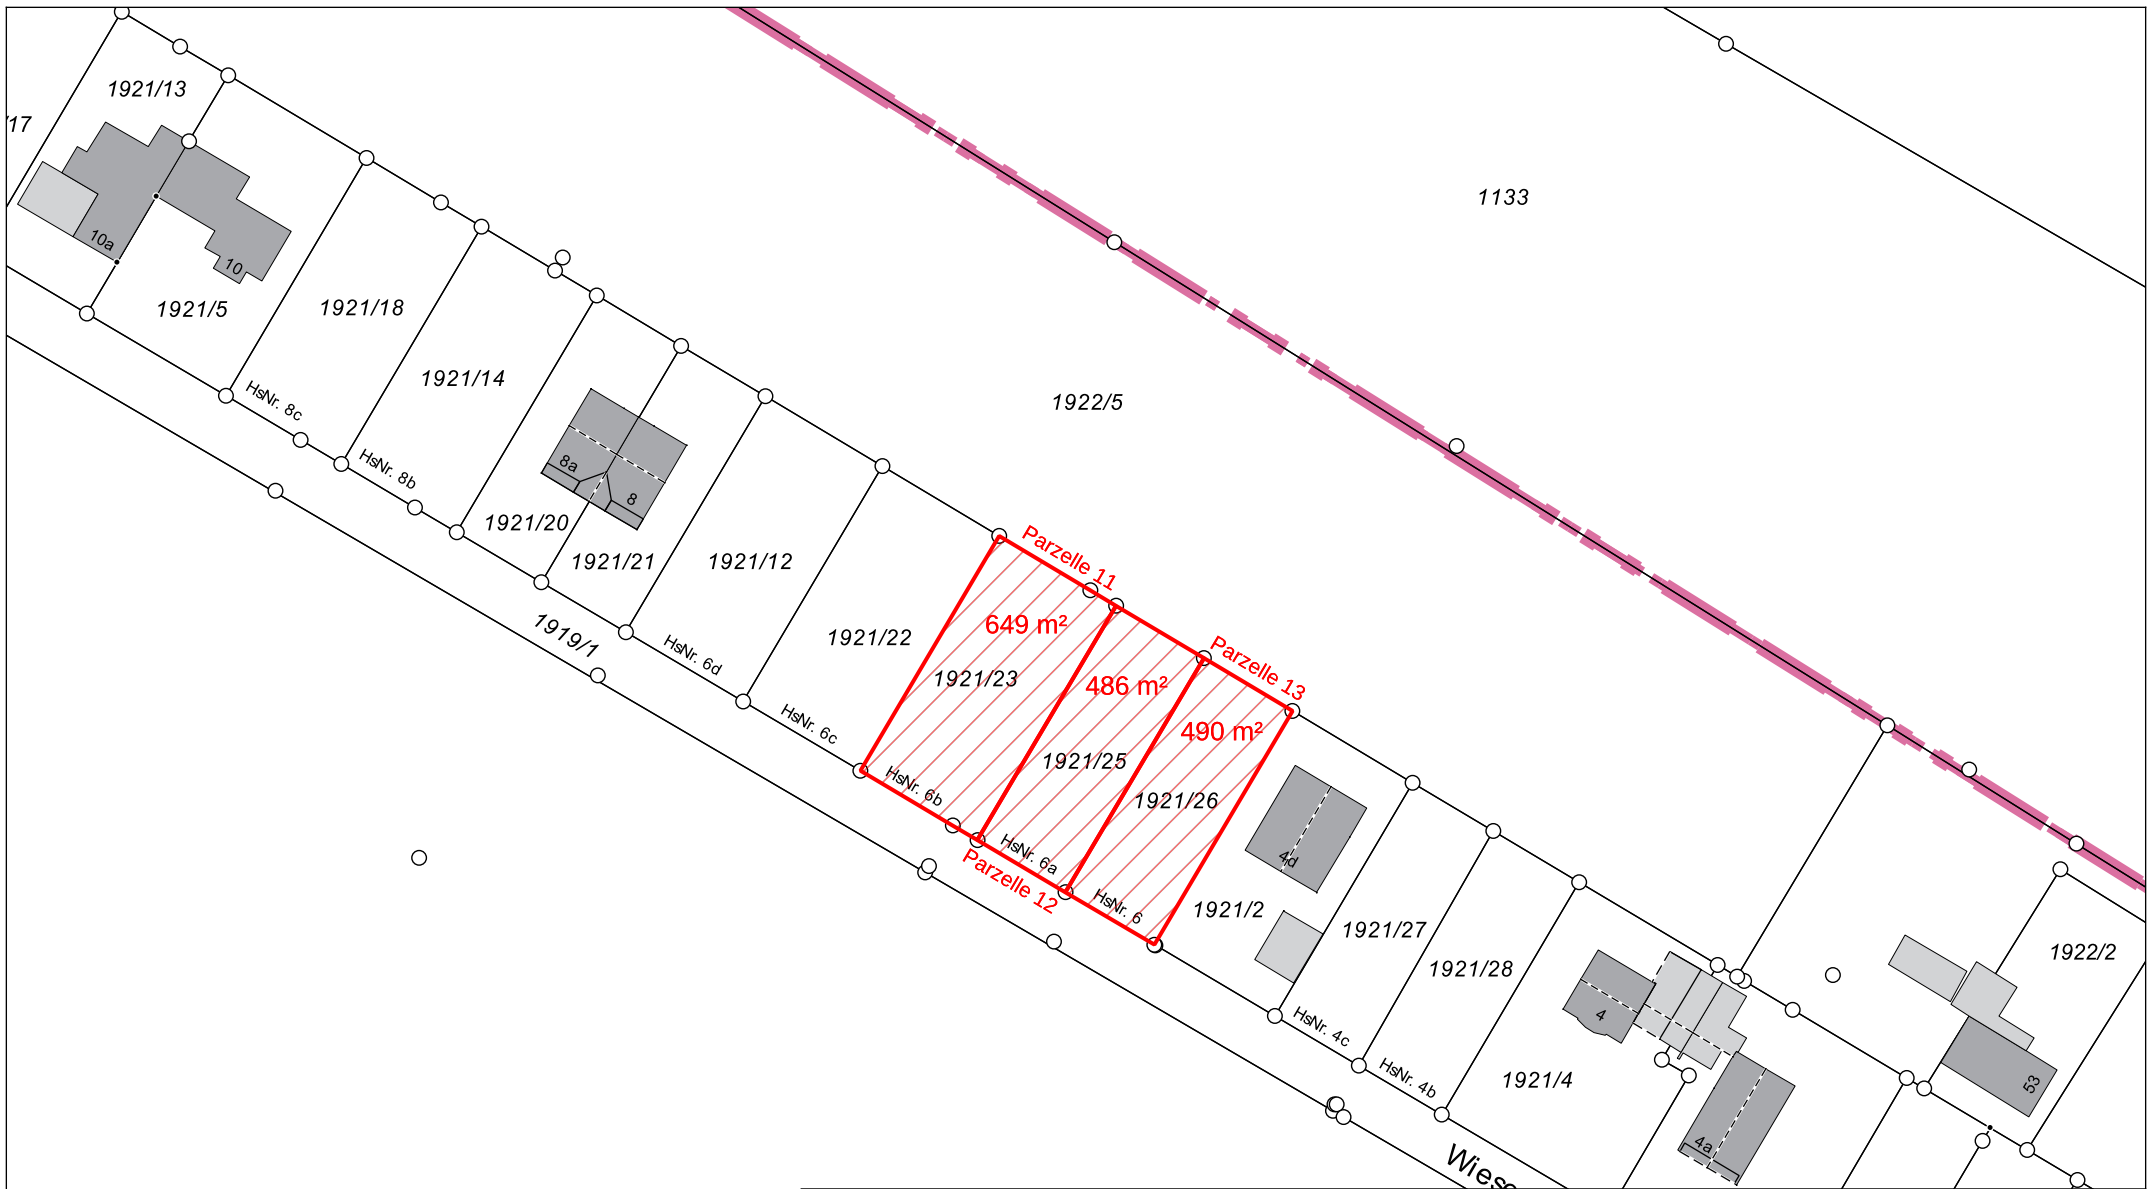 1921/13
/17
10a
10
1921/5
1921/18
HsNr. 8c
1921/14
HsNr. 8b
8a
8
1921/20
1921/21
1921/12
1919/1
HsNr. 6d
1921/22
HsNr. 6c
1133
1922/5
Parzelle 11
649 m²
1921/23
HsNr. 6b
486 m²
1921/25
HsNr. 6a
Parzelle 12
Parzelle 13
490 m²
1921/26
HsNr. 6
4d
1921/2
1921/27
HsNr. 4c
1921/28
HsNr. 4b
4
1921/4
4a
1922/2
53